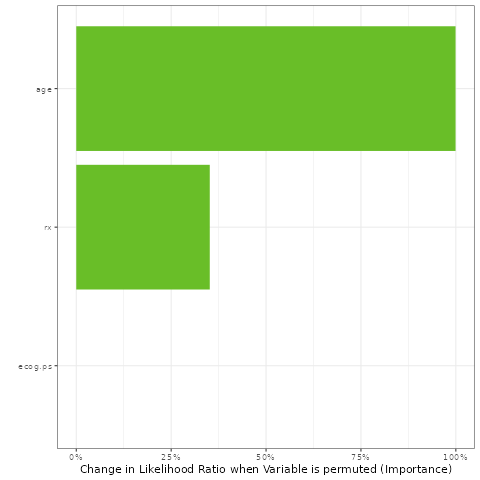 age
rx
ecog.ps
0% 25% 50% 75% 100%
Change in Likelihood Ratio when Variable is permuted (Importance)